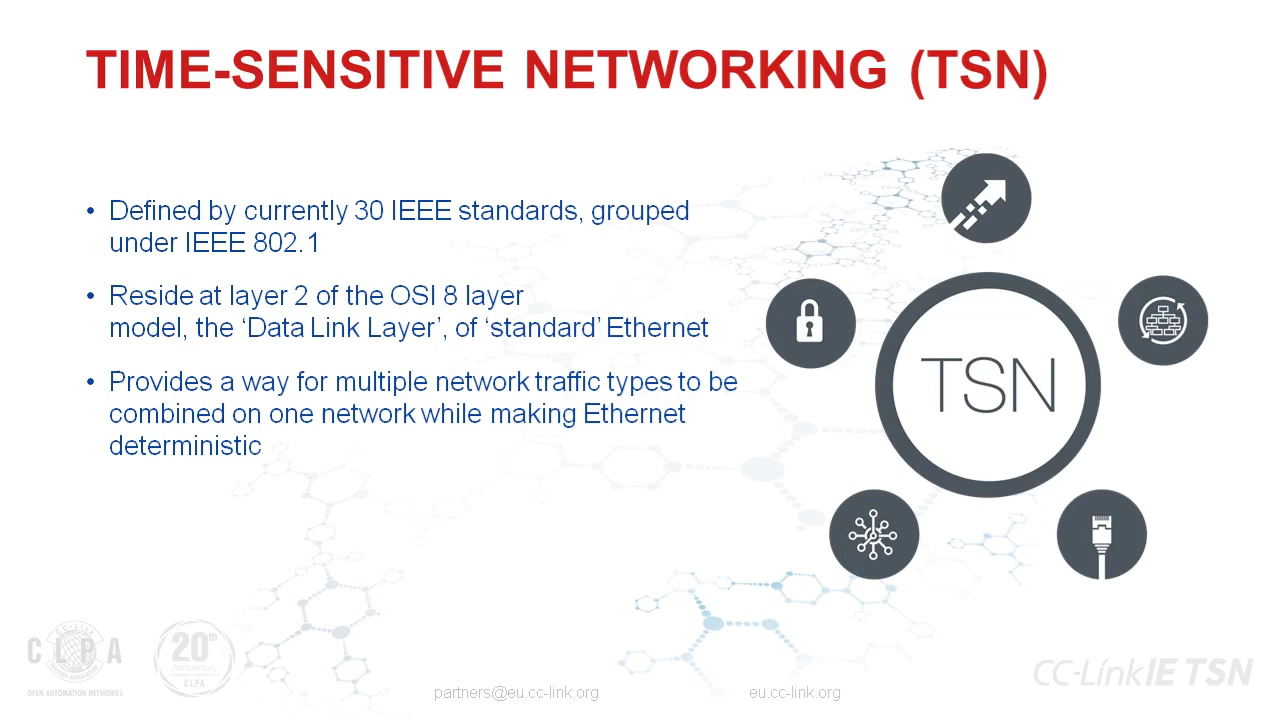 TIME-SENSITIVE NETWORKING (TSN)
• Defined by currently 30 IEEE standards, grouped
under IEEE 802.1
• Reside at layer 2 of the OSI 8 layer
model, the ‘Data Link Layer’, of ‘standard’ Ethernet
• Provides a way for multiple network traffic types to be
combined on one network while making Ethernet
deterministic
TSN
CC-Link
CLPA
OPEN AUTOMATION NETWORKS
20th
Anniversary
CLPA
partners@eu.cc-link.org
eu.cc-link.org
CC-Link IE TSN